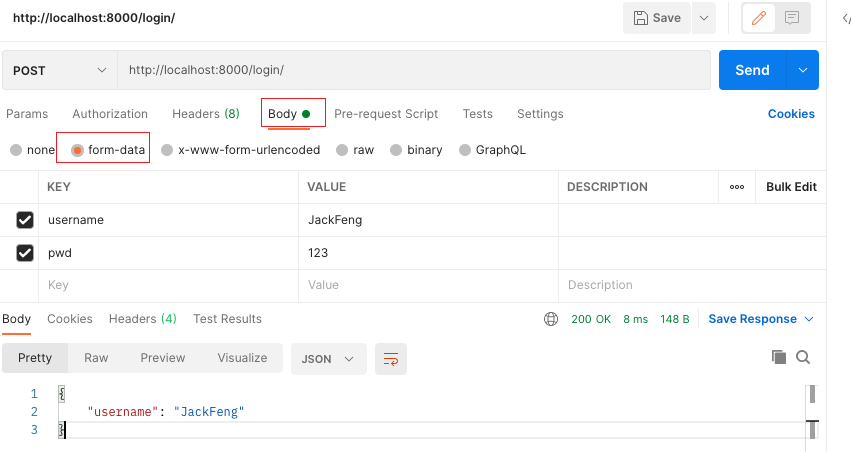 http://localhost:8000/login/ Save
POST http://localhost:8000/login/ Send
Params Authorization Headers (8) Body Pre-request Script Tests Settings Cookies
none form-data x-www-form-urlencoded raw binary GraphQL
KEY VALUE DESCRIPTION ooo Bulk Edit
username JackFeng
pwd 123
Key Value Description
Body Cookies Headers (4) Test Results 200 OK 8 ms 148 B Save Response
Pretty Raw Preview Visualize JSON
1 {
2 "username": "JackFeng"
3 }